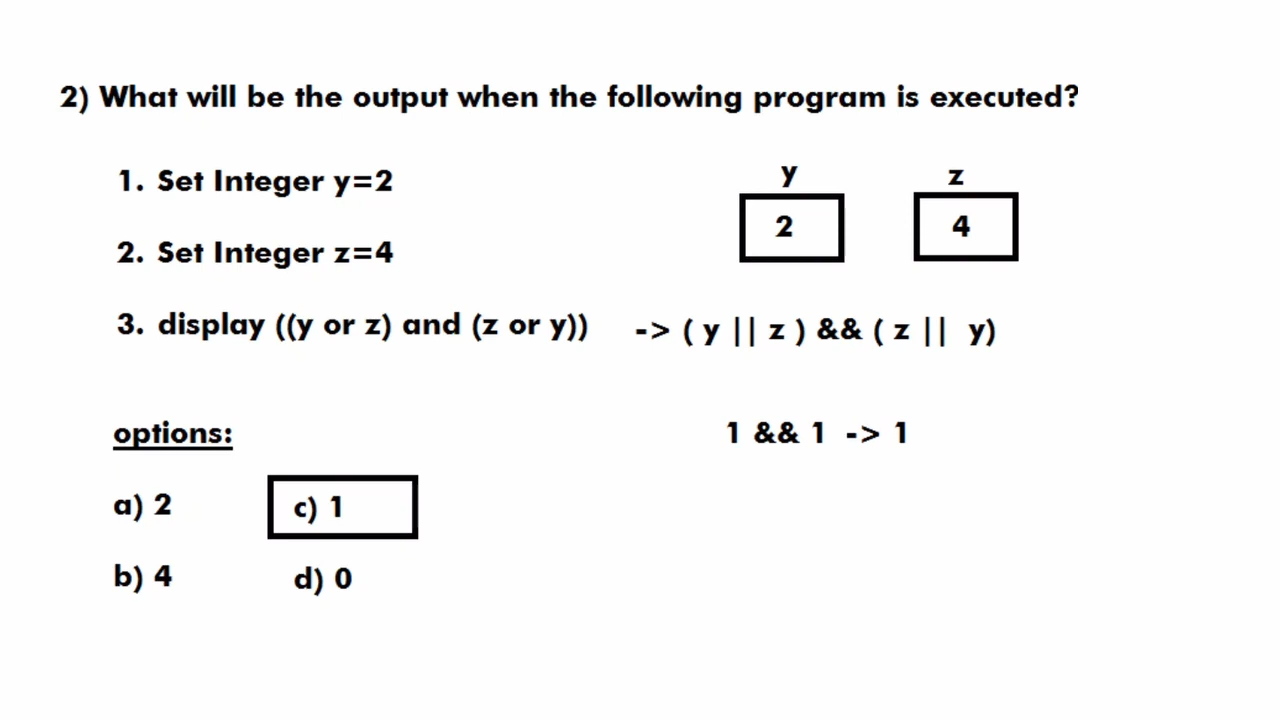 2) What will be the output when the following program is executed?
1. Set Integer y=2
2. Set Integer z=4
3. display ((y or z) and (z or y))
y z
2 4
-> ( y || z ) && ( z || y)
1 && 1 -> 1
options:
a) 2
b) 4
c) 1
d) 0